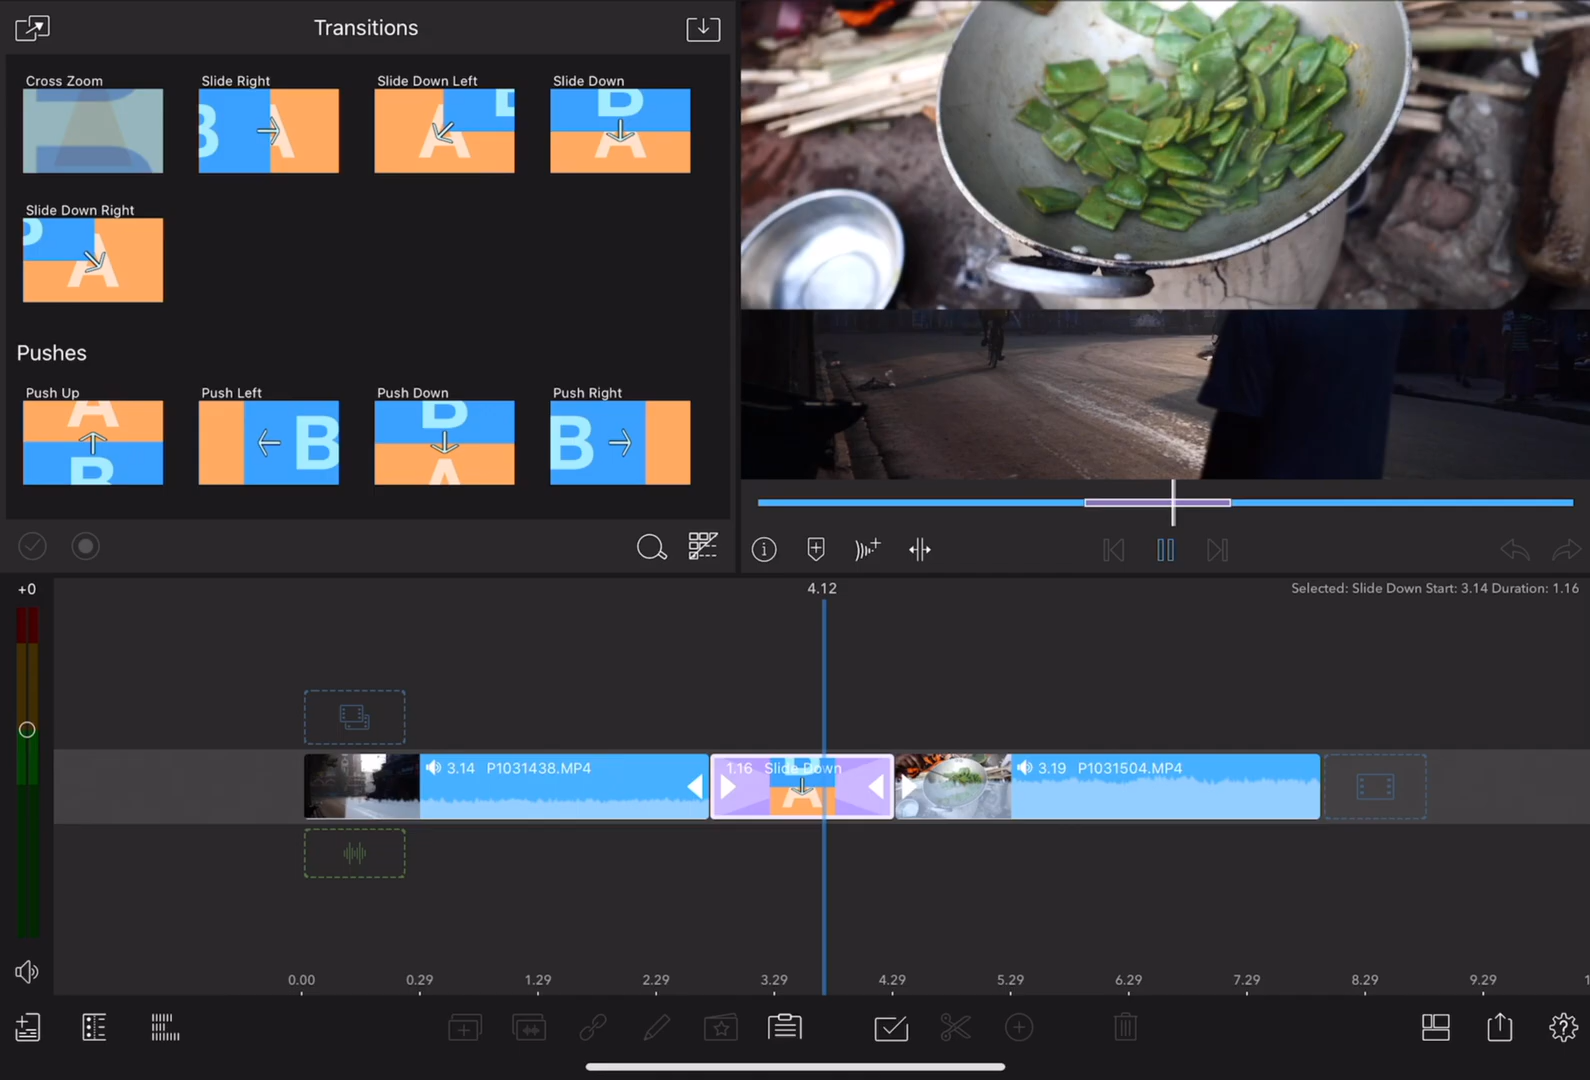 Transitions
Cross Zoom
Slide Right
Slide Down Left
Slide Down
B
A
A
B
A
Slide Down Right
A
Pushes
Push Up
Push Left
Push Down
Push Right
A
B
B
B
A
B
+0
4.12
Selected: Slide Down Start: 3.14 Duration: 1.16
3.14 P1031438.MP4
1.16 Slide Down
3.19 P1031504.MP4
0.00 0.29 1.29 2.29 3.29 4.29 5.29 6.29 7.29 8.29 9.29